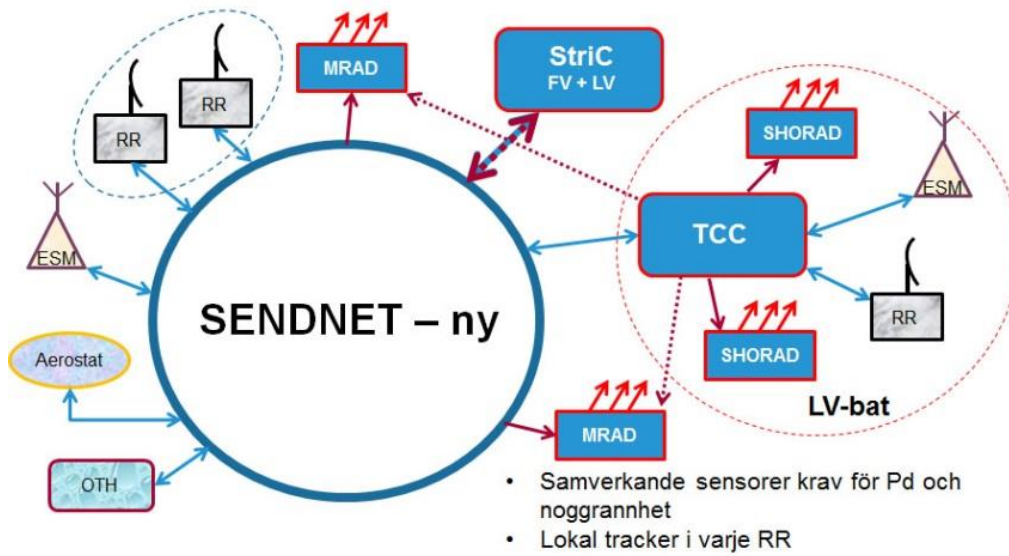 MRAD
StriC
FV + LV
RR
RR
SHORAD
ESM
ESM
TCC
SENDNET – ny
RR
SHORAD
Aerostat
LV-bat
MRAD
OTH
• Samverkande sensorer krav för Pd och
noggrannhet
• Lokal tracker i varje RR